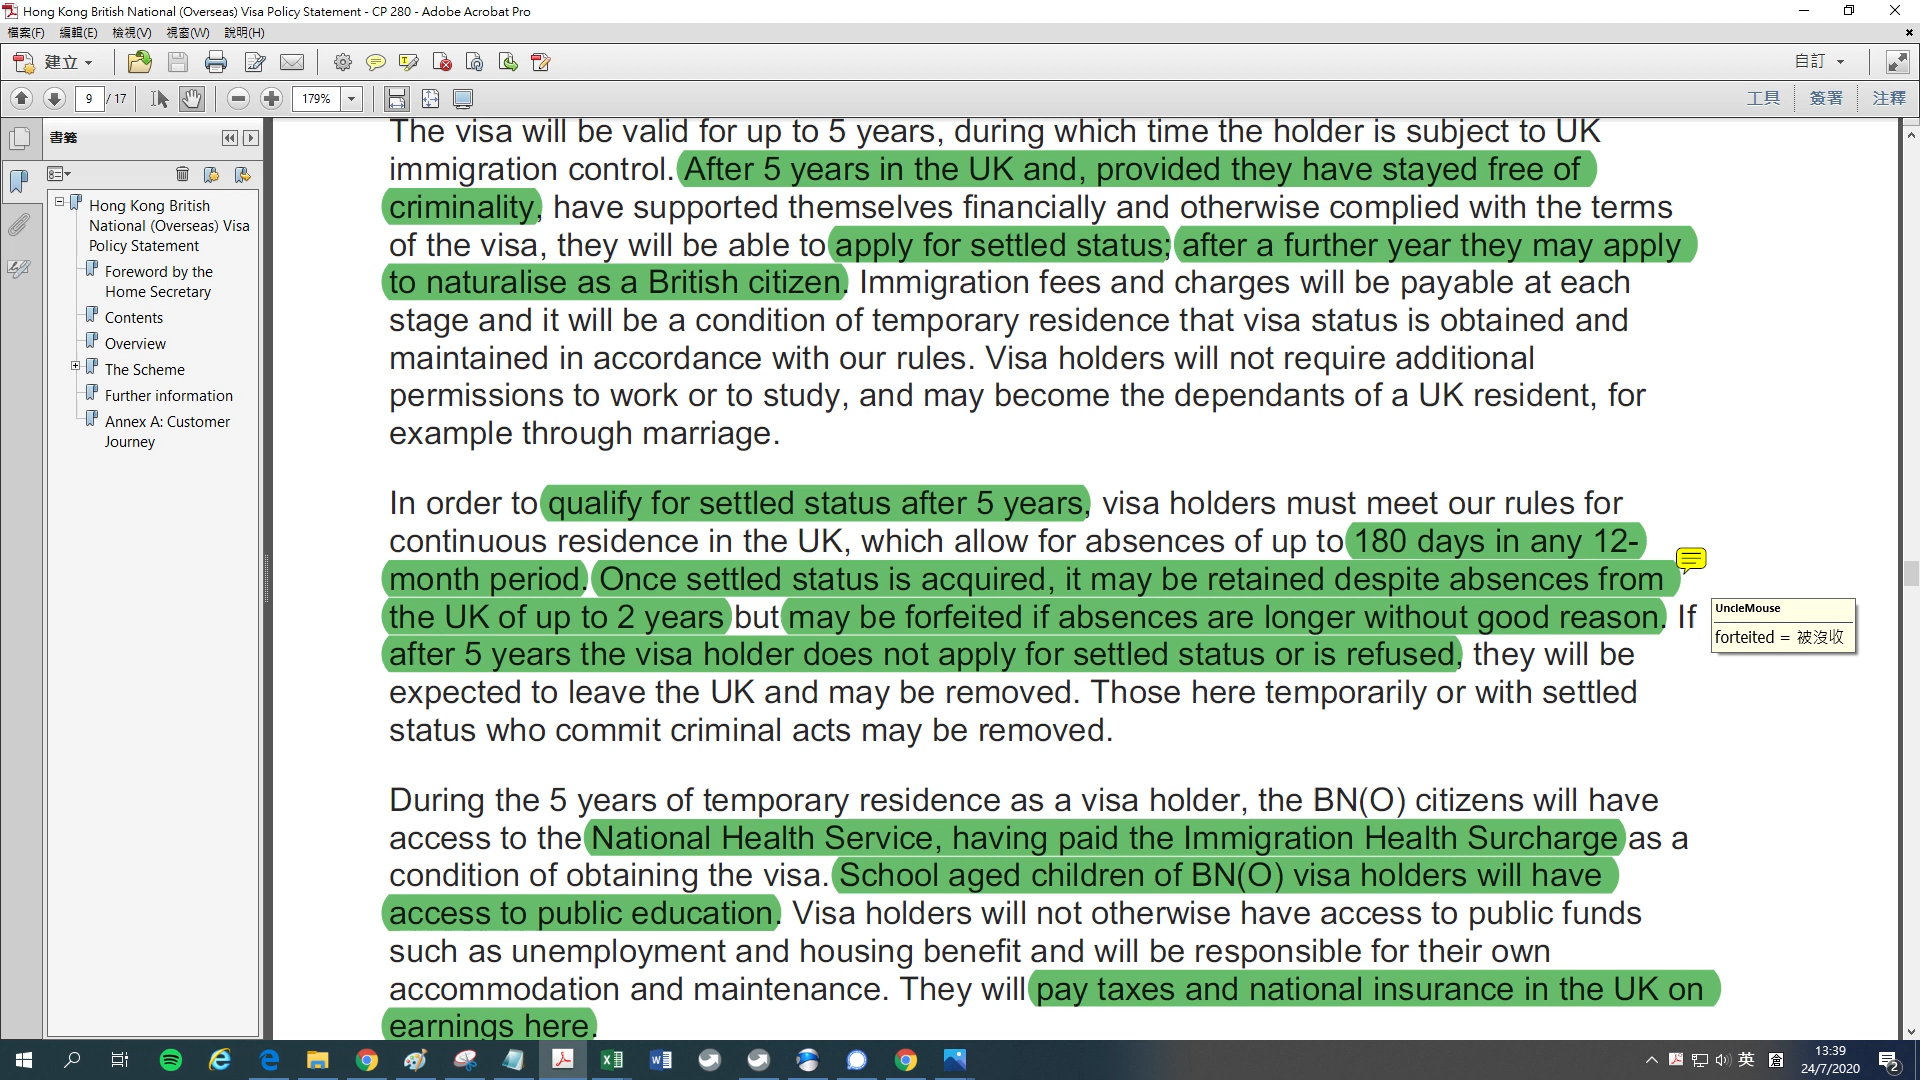 Hong Kong British National (Overseas) Visa Policy Statement - CP 280 - Adobe Acrobat Pro
檔案(F) 編輯(E) 檢視(V) 視窗(W) 說明(H)
建立 自訂
9 / 17 179% 工具 簽署 注釋
書籤
Hong Kong British
National (Overseas) Visa
Policy Statement
Foreword by the
Home Secretary
Contents
Overview
The Scheme
Further information
Annex A: Customer
Journey
The visa will be valid for up to 5 years, during which time the holder is subject to UK
immigration control. After 5 years in the UK and, provided they have stayed free of
criminality, have supported themselves financially and otherwise complied with the terms
of the visa, they will be able to apply for settled status; after a further year they may apply
to naturalise as a British citizen. Immigration fees and charges will be payable at each
stage and it will be a condition of temporary residence that visa status is obtained and
maintained in accordance with our rules. Visa holders will not require additional
permissions to work or to study, and may become the dependants of a UK resident, for
example through marriage.
In order to qualify for settled status after 5 years, visa holders must meet our rules for
continuous residence in the UK, which allow for absences of up to 180 days in any 12-
month period. Once settled status is acquired, it may be retained despite absences from
the UK of up to 2 years but may be forfeited if absences are longer without good reason. If
after 5 years the visa holder does not apply for settled status or is refused, they will be
expected to leave the UK and may be removed. Those here temporarily or with settled
status who commit criminal acts may be removed.
UncleMouse
forteited = 被沒收
During the 5 years of temporary residence as a visa holder, the BN(O) citizens will have
access to the National Health Service, having paid the Immigration Health Surcharge as a
condition of obtaining the visa. School aged children of BN(O) visa holders will have
access to public education. Visa holders will not otherwise have access to public funds
such as unemployment and housing benefit and will be responsible for their own
accommodation and maintenance. They will pay taxes and national insurance in the UK on
earnings here.
英 倉 13:39
24/7/2020 2